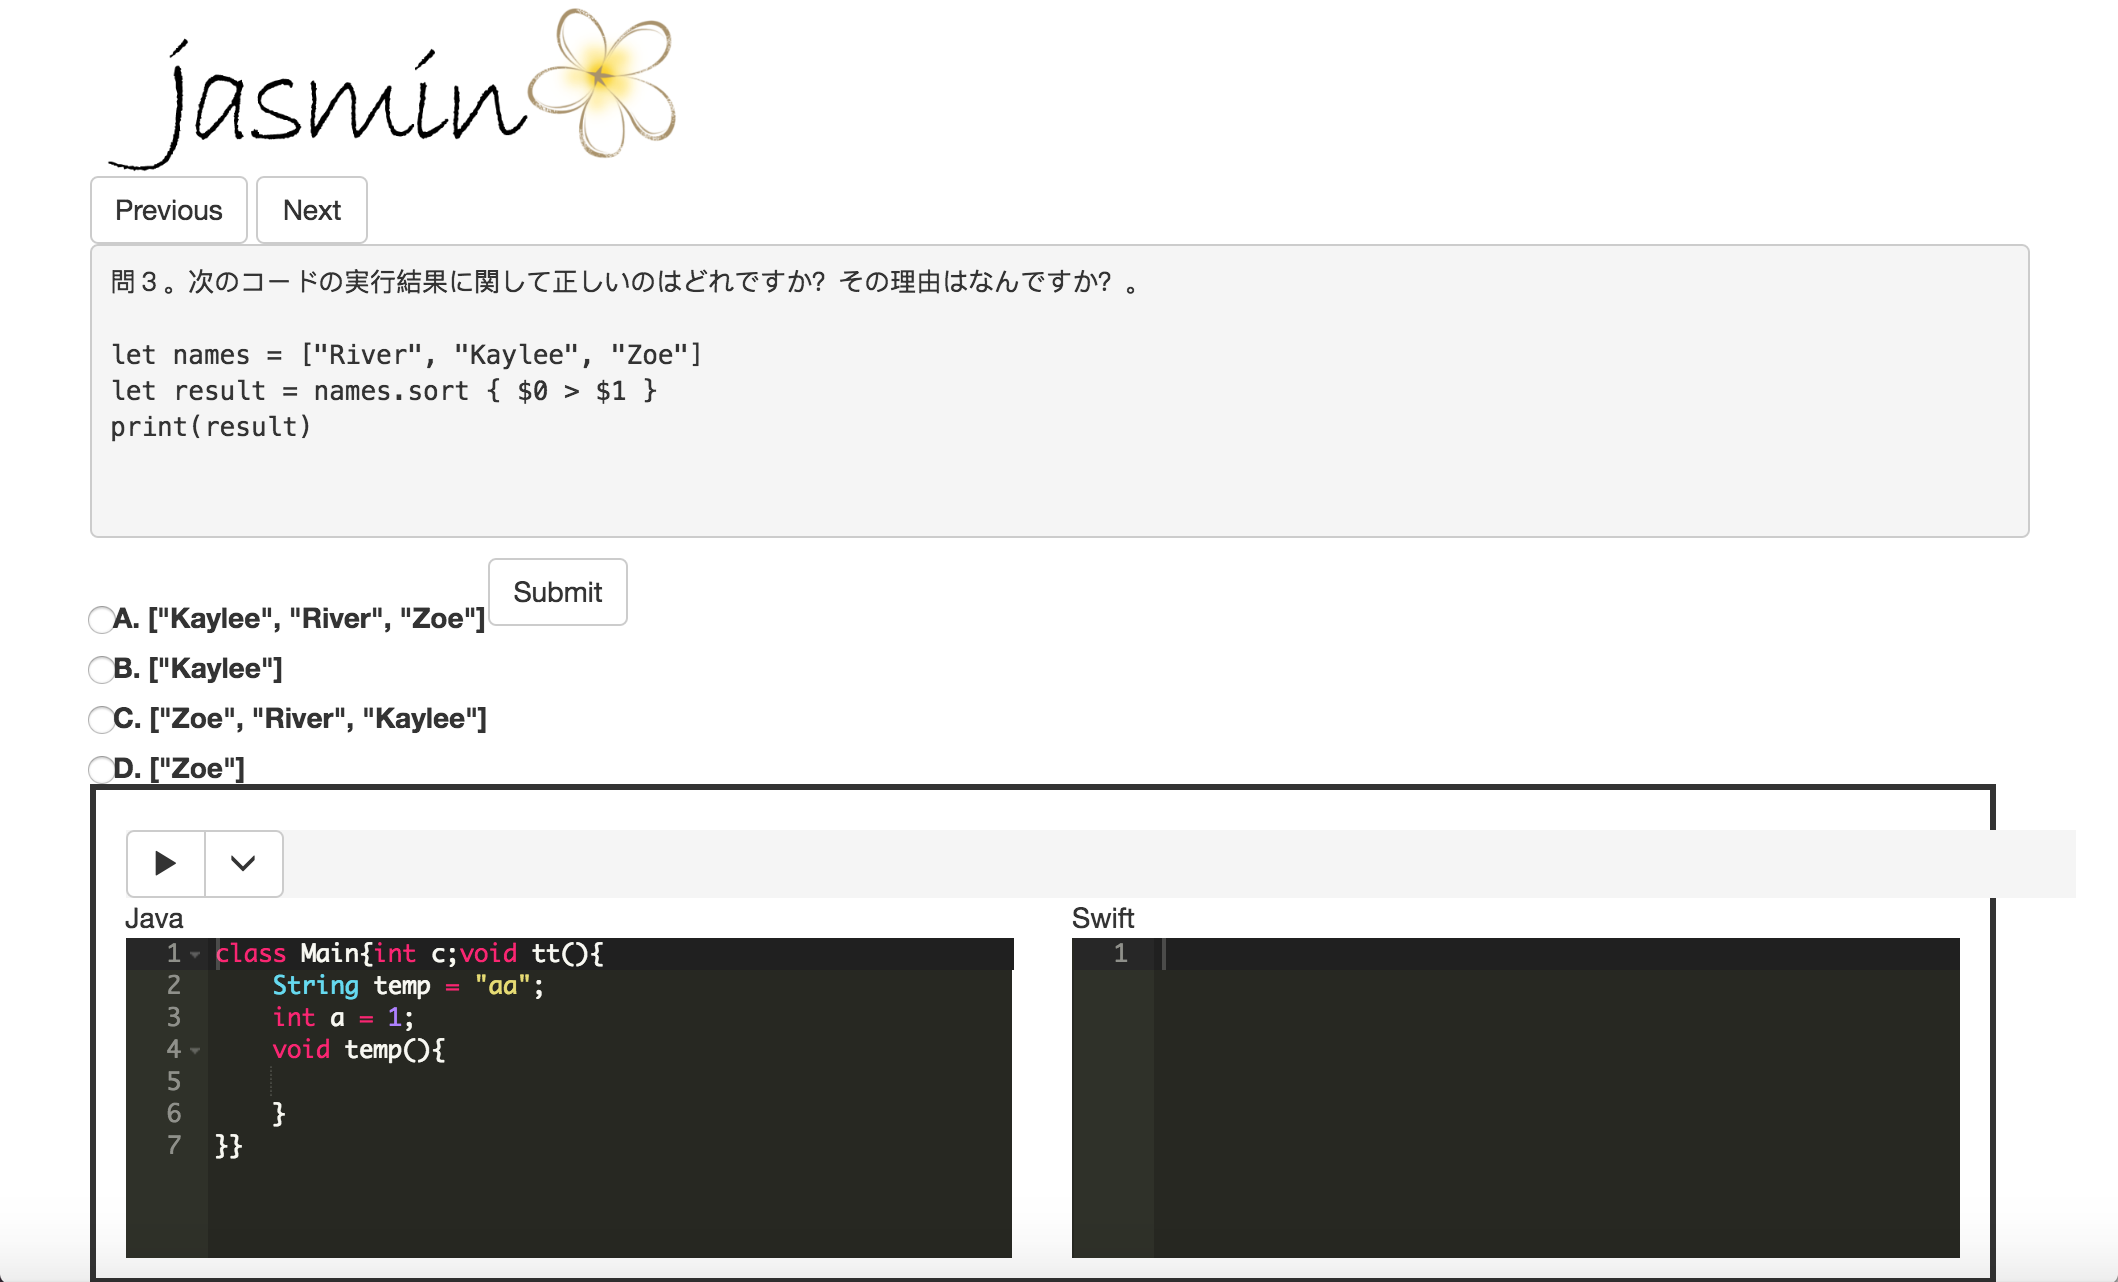 jasmin
Previous Next
問３。次のコードの実行結果に関して正しいのはどれですか？その理由はなんですか？。
let names = ["River", "Kaylee", "Zoe"]
let result = names.sort { $0 > $1 }
print(result)
Submit
A. ["Kaylee", "River", "Zoe"]
B. ["Kaylee"]
C. ["Zoe", "River", "Kaylee"]
D. ["Zoe"]
Java
1 class Main{int c;void tt(){
2     String temp = "aa";
3     int a = 1;
4     void temp(){
5
6     }
7 }}
Swift
1